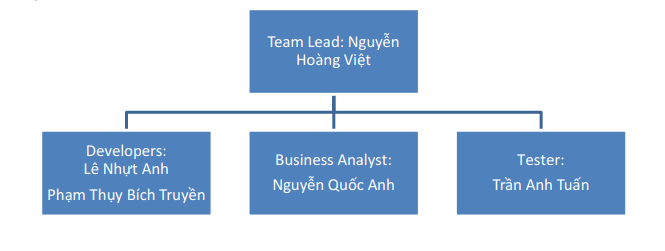 Team Lead: Nguyễn
Hoàng Việt
Developers:
Lê Nhựt Anh
Phạm Thụy Bích Truyền
Business Analyst:
Nguyễn Quốc Anh
Tester:
Trần Anh Tuấn